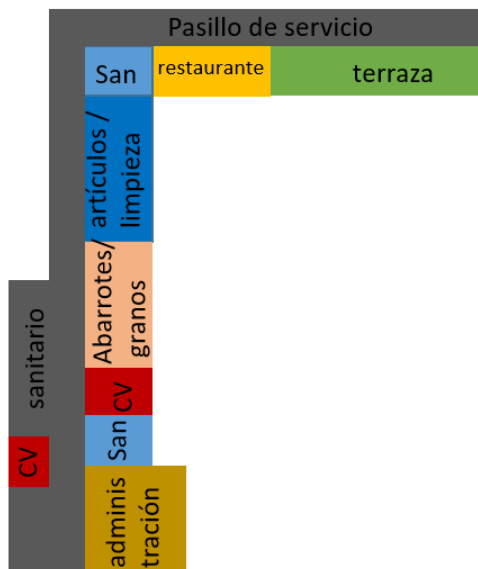 Pasillo de servicio
San
restaurante
terraza
artículos /
limpieza
Abarrotes/
granos
sanitario
CV
CV
San
adminis
tración